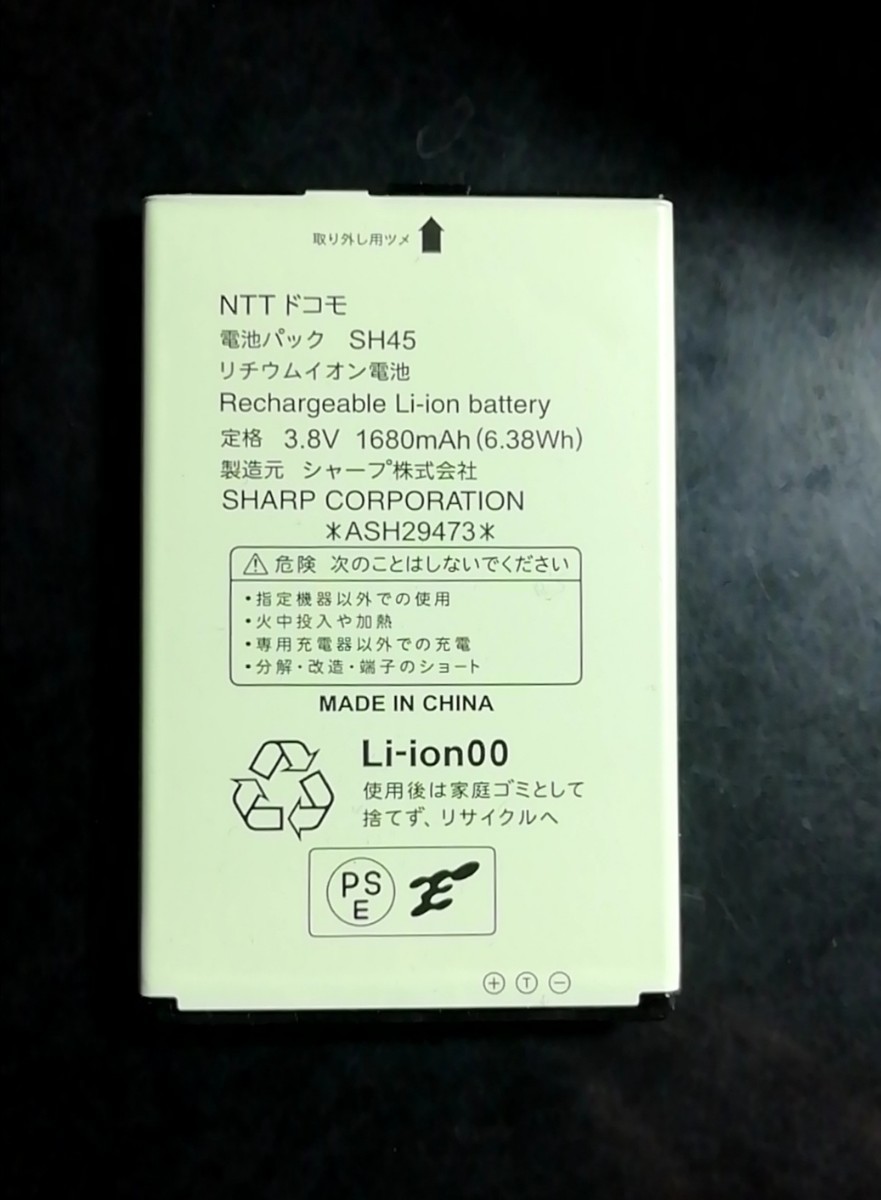 取り外し用ツメ
NTTドコモ
電池パック SH45
リチウムイオン電池
Rechargeable Li-ion battery
定格 3.8V 1680mAh(6.38Wh)
製造元 シャープ株式会社
SHARP CORPORATION
*ASH29473*
危険 次のことはしないでください
・指定機器以外での使用
・火中投入や加熱
・専用充電器以外での充電
・分解・改造・端子のショート
MADE IN CHINA
Li-ion00
使用後は家庭ゴミとして
捨てず、リサイクルへ
PS
E
+ T −